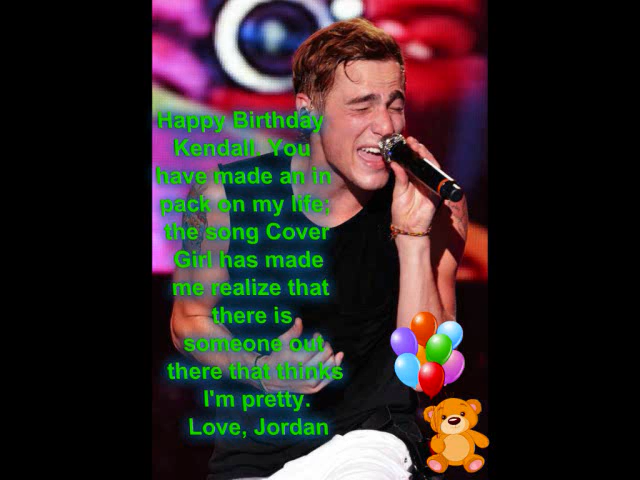 Happy Birthday
Kendall. You
have made an in
pack on my life;
the song Cover
Girl has made
me realize that
there is
someone out
there that thinks
I'm pretty.
Love, Jordan